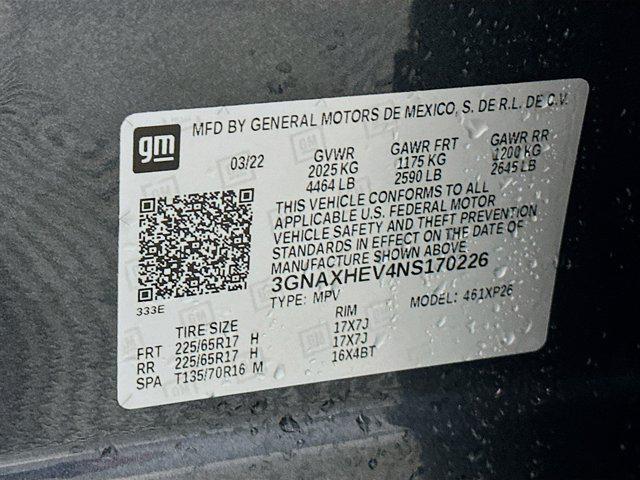 gm
MFD BY GENERAL MOTORS DE MEXICO, S. DE R.L. DE C.V.
03/22
GVWR GAWR FRT GAWR RR
2025 KG 1175 KG 1200 KG
4464 LB 2590 LB 2645 LB
THIS VEHICLE CONFORMS TO ALL
APPLICABLE U.S. FEDERAL MOTOR
VEHICLE SAFETY AND THEFT PREVENTION
STANDARDS IN EFFECT ON THE DATE OF
MANUFACTURE SHOWN ABOVE.
3GNAXHEV4NS170226
TYPE: MPV MODEL: 461XP26
333E
TIRE SIZE RIM
FRT 225/65R17 H 17X7J
RR 225/65R17 H 17X7J
SPA T135/70R16 M 16X4BT